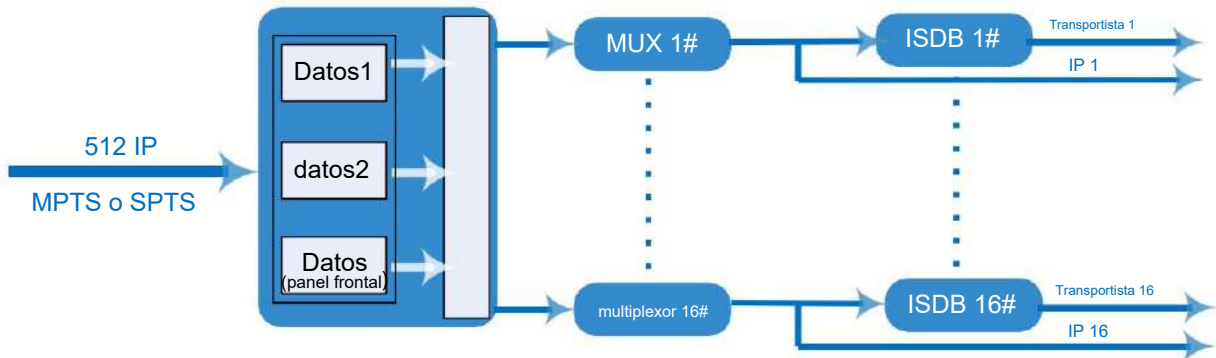 512 IP
MPTS o SPTS
Datos1
datos2
Datos
(panel frontal)
MUX 1#
ISDB 1#
Transportista 1
IP 1
multiplexor 16#
ISDB 16#
Transportista 16
IP 16